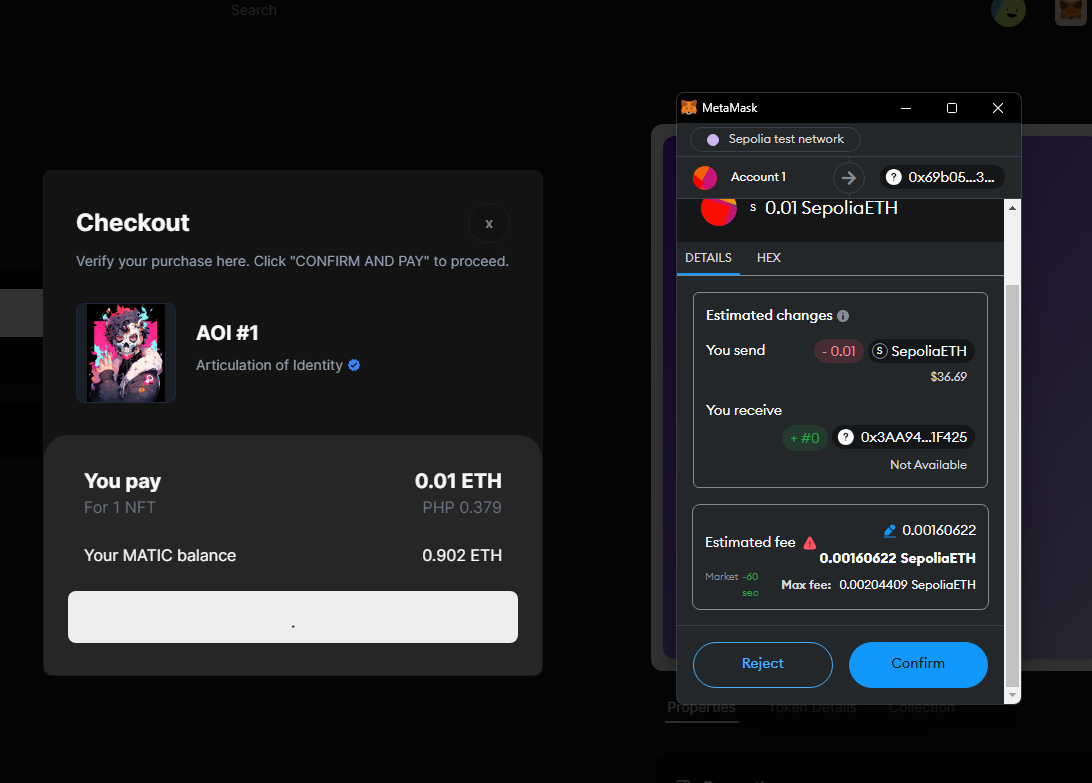 Search
Checkout
x
Verify your purchase here. Click "CONFIRM AND PAY" to proceed.
AOI #1
Articulation of Identity
You pay
0.01 ETH
For 1 NFT
PHP 0.379
Your MATIC balance
0.902 ETH
.
MetaMask
Sepolia test network
Account 1
? 0x69b05...3...
S 0.01 SepoliaETH
DETAILS
HEX
Estimated changes
You send
- 0.01
S SepoliaETH
$36.69
You receive
+ #0
? 0x3AA94...1F425
Not Available
Estimated fee
0.00160622
0.00160622 SepoliaETH
Market ~60
sec
Max fee: 0.00204409 SepoliaETH
Reject
Confirm
Properties
Token Details
Collection